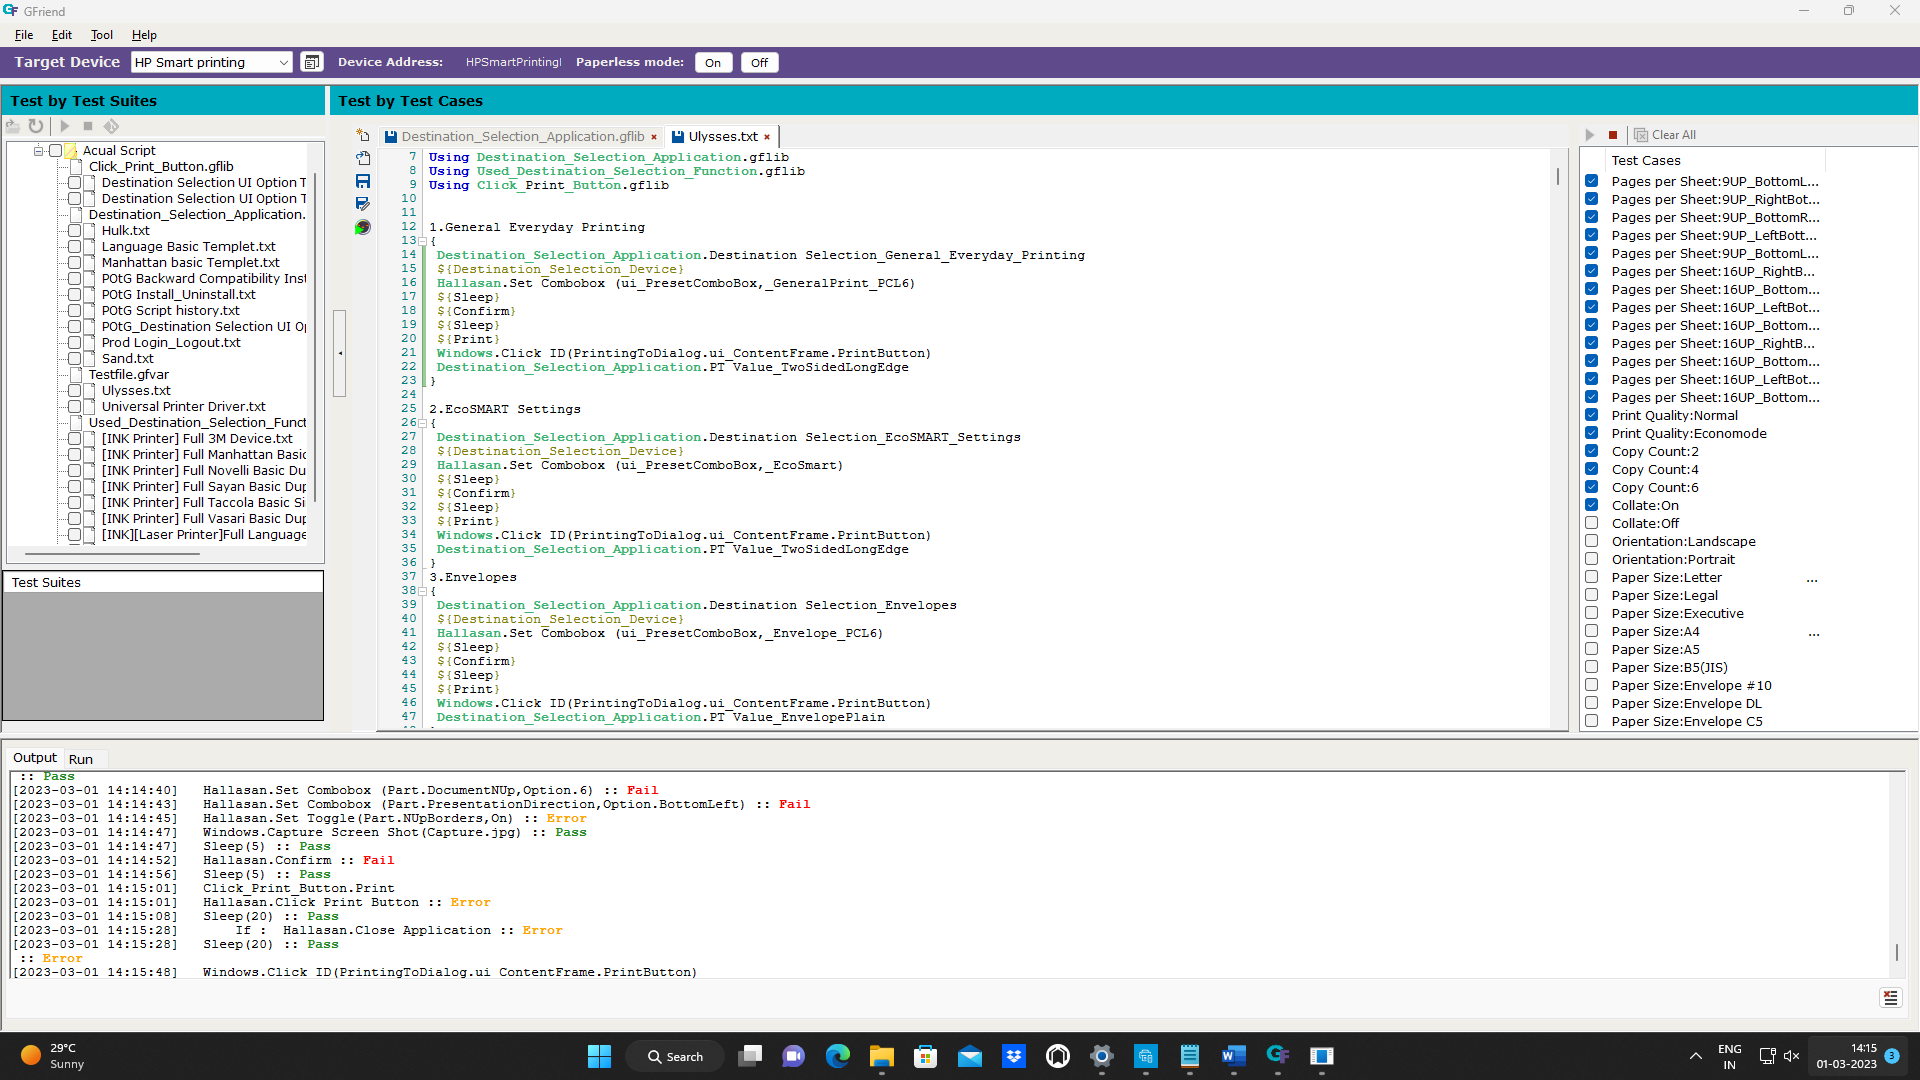 GFriend
File Edit Tool Help
Target Device HP Smart printing Device Address: HPSmartPrintingI Paperless mode: On Off
Test by Test Suites
Acual Script
Click_Print_Button.gflib
Destination Selection UI Option T
Destination Selection UI Option T
Destination_Selection_Application.
Hulk.txt
Language Basic Templet.txt
Manhattan basic Templet.txt
POtG Backward Compatibility Inst
POtG Install_Uninstall.txt
POtG Script history.txt
POtG_Destination Selection UI Op
Prod Login_Logout.txt
Sand.txt
Testfile.gfvar
Ulysses.txt
Universal Printer Driver.txt
Used_Destination_Selection_Funct
[INK Printer] Full 3M Device.txt
[INK Printer] Full Manhattan Basic
[INK Printer] Full Novelli Basic Du
[INK Printer] Full Sayan Basic Dup
[INK Printer] Full Taccola Basic Si
[INK Printer] Full Vasari Basic Dup
[INK][Laser Printer]Full Language
Test Suites
Test by Test Cases
Destination_Selection_Application.gflib × Ulysses.txt ×
7 Using Destination_Selection_Application.gflib
8 Using Used_Destination_Selection_Function.gflib
9 Using Click_Print_Button.gflib
10
11
12 1.General Everyday Printing
13 {
14 Destination_Selection_Application.Destination Selection_General_Everyday_Printing
15 ${Destination_Selection_Device}
16 Hallasan.Set Combobox (ui_PresetComboBox,_GeneralPrint_PCL6)
17 ${Sleep}
18 ${Confirm}
19 ${Sleep}
20 ${Print}
21 Windows.Click ID(PrintingToDialog.ui_ContentFrame.PrintButton)
22 Destination_Selection_Application.PT Value_TwoSidedLongEdge
23 }
24
25 2.EcoSMART Settings
26 {
27 Destination_Selection_Application.Destination Selection_EcoSMART_Settings
28 ${Destination_Selection_Device}
29 Hallasan.Set Combobox (ui_PresetComboBox,_EcoSmart)
30 ${Sleep}
31 ${Confirm}
32 ${Sleep}
33 ${Print}
34 Windows.Click ID(PrintingToDialog.ui_ContentFrame.PrintButton)
35 Destination_Selection_Application.PT Value_TwoSidedLongEdge
36 }
37 3.Envelopes
38 {
39 Destination_Selection_Application.Destination Selection_Envelopes
40 ${Destination_Selection_Device}
41 Hallasan.Set Combobox (ui_PresetComboBox,_Envelope_PCL6)
42 ${Sleep}
43 ${Confirm}
44 ${Sleep}
45 ${Print}
46 Windows.Click ID(PrintingToDialog.ui_ContentFrame.PrintButton)
47 Destination_Selection_Application.PT Value_EnvelopePlain
Clear All
Test Cases
Pages per Sheet:9UP_BottomL...
Pages per Sheet:9UP_RightBot...
Pages per Sheet:9UP_BottomR...
Pages per Sheet:9UP_LeftBott...
Pages per Sheet:9UP_BottomL...
Pages per Sheet:16UP_RightB...
Pages per Sheet:16UP_Bottom...
Pages per Sheet:16UP_LeftBot...
Pages per Sheet:16UP_Bottom...
Pages per Sheet:16UP_RightB...
Pages per Sheet:16UP_Bottom...
Pages per Sheet:16UP_LeftBot...
Pages per Sheet:16UP_Bottom...
Print Quality:Normal
Print Quality:Economode
Copy Count:2
Copy Count:4
Copy Count:6
Collate:On
Collate:Off
Orientation:Landscape
Orientation:Portrait
Paper Size:Letter ...
Paper Size:Legal
Paper Size:Executive
Paper Size:A4 ...
Paper Size:A5
Paper Size:B5(JIS)
Paper Size:Envelope #10
Paper Size:Envelope DL
Paper Size:Envelope C5
Output Run
:: Pass
[2023-03-01 14:14:40] Hallasan.Set Combobox (Part.DocumentNUp,Option.6) :: Fail
[2023-03-01 14:14:43] Hallasan.Set Combobox (Part.PresentationDirection,Option.BottomLeft) :: Fail
[2023-03-01 14:14:45] Hallasan.Set Toggle(Part.NUpBorders,On) :: Error
[2023-03-01 14:14:47] Windows.Capture Screen Shot(Capture.jpg) :: Pass
[2023-03-01 14:14:47] Sleep(5) :: Pass
[2023-03-01 14:14:52] Hallasan.Confirm :: Fail
[2023-03-01 14:14:56] Sleep(5) :: Pass
[2023-03-01 14:15:01] Click_Print_Button.Print
[2023-03-01 14:15:01] Hallasan.Click Print Button :: Error
[2023-03-01 14:15:08] Sleep(20) :: Pass
[2023-03-01 14:15:28] If : Hallasan.Close Application :: Error
[2023-03-01 14:15:28] Sleep(20) :: Pass
:: Error
[2023-03-01 14:15:48] Windows.Click ID(PrintingToDialog.ui_ContentFrame.PrintButton)
29°C
Sunny
Search
ENG
IN
14:15
01-03-2023
3